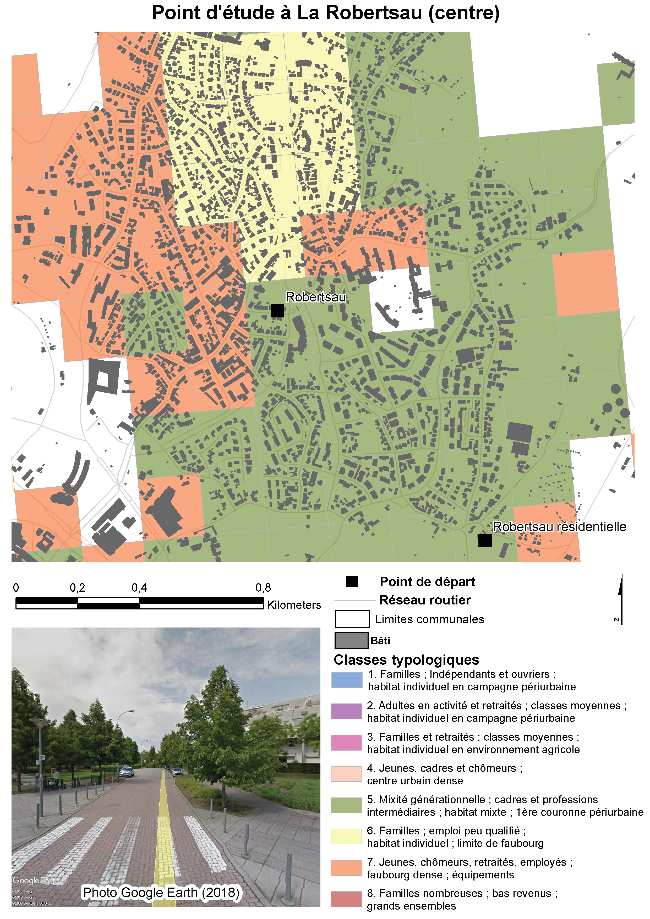 Point d'étude à La Robertsau (centre)
Robertsau
Robertsau résidentielle
0 0,2 0,4 0,8
Kilometers
Point de départ
Réseau routier
Limites communales
Bâti
Classes typologiques
1. Familles ; Indépendants et ouvriers ;
habitat individuel en campagne périurbaine
2. Adultes en activité et retraités ; classes moyennes ;
habitat individuel en campagne périurbaine
3. Familles et retraités : classes moyennes ;
habitat individuel en environnement agricole
4. Jeunes, cadres et chômeurs ;
centre urbain dense
5. Mixité générationnelle ; cadres et professions
intermédiaires ; habitat mixte ; 1ère couronne périurbaine
6. Familles ; emploi peu qualifié ;
habitat individuel ; limite de faubourg
7. Jeunes, chômeurs, retraités, employés ;
faubourg dense ; équipements
8. Familles nombreuses ; bas revenus ;
grands ensembles
Photo Google Earth (2018)